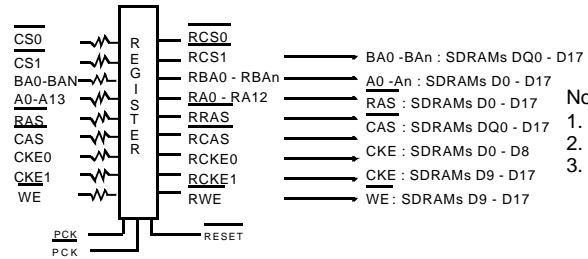 CS0
CS1
BA0-BAN
A0-A13
RAS
CAS
CKE0
CKE1
WE
REGISTER
RCS0
RCS1
RBA0 - RBAn
RA0 - RA12
RRAS
RCAS
RCKE0
RCKE1
RWE
BA0 -BAn : SDRAMs DQ0 - D17
A0 -An : SDRAMs D0 - D17
RAS : SDRAMs D0 - D17
CAS : SDRAMs DQ0 - D17
CKE : SDRAMs D0 - D8
CKE : SDRAMs D9 - D17
WE : SDRAMs D9 - D17
No
1.
2.
3.
PCK
PCK
RESET